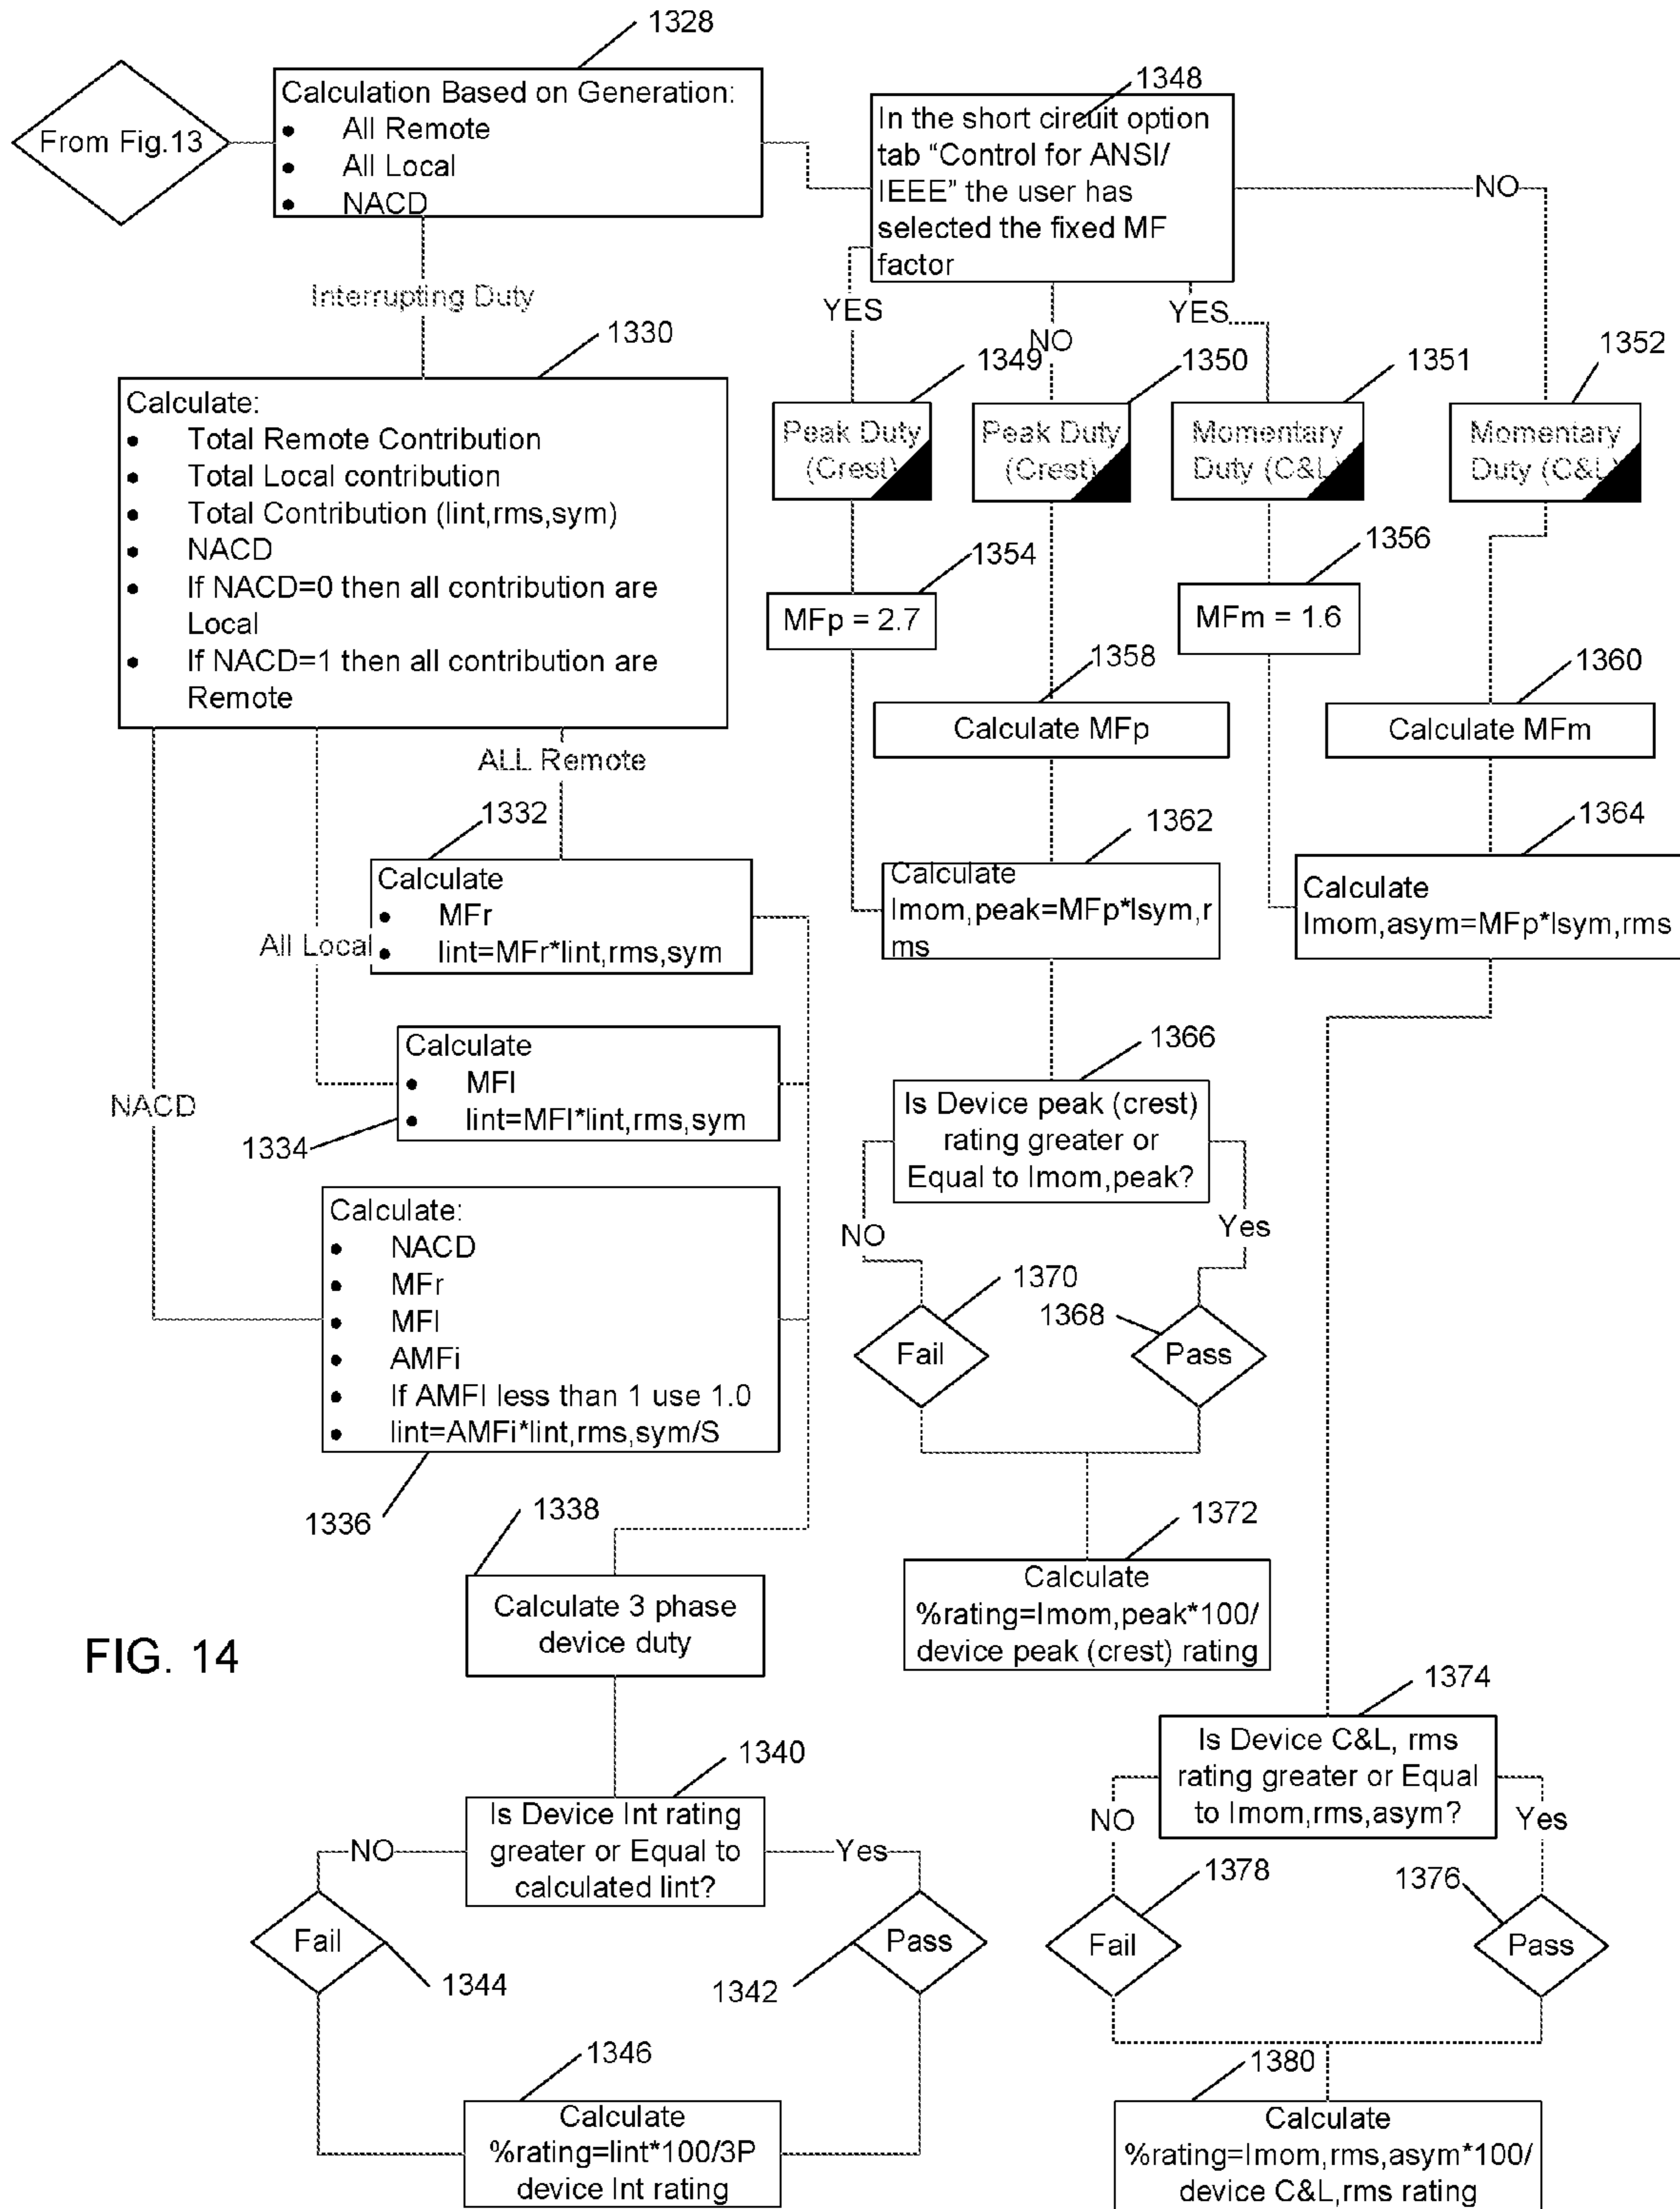 1328
From Fig.13
Calculation Based on Generation:
• All Remote
• All Local
• NACD
1348
In the short circuit option
tab "Control for ANSI/
IEEE" the user has
selected the fixed MF
factor
NO
YES
NO
YES
Interrupting Duty
1330
Calculate:
• Total Remote Contribution
• Total Local contribution
• Total Contribution (Iint,rms,sym)
• NACD
• If NACD=0 then all contribution are
Local
• If NACD=1 then all contribution are
Remote
1349
Peak Duty
(Crest)
1350
Peak Duty
(Crest)
1351
Momentary
Duty (C&L)
1352
Momentary
Duty (C&L)
1354
MFp = 2.7
1356
MFm = 1.6
1358
Calculate MFp
1360
Calculate MFm
ALL Remote
All Local
NACD
1332
Calculate
• MFr
• Iint=MFr*Iint,rms,sym
1362
Calculate
Imom,peak=MFp*Isym,r
ms
1364
Calculate
Imom,asym=MFp*Isym,rms
Calculate
• MFl
• Iint=MFl*Iint,rms,sym
1334
1366
Is Device peak (crest)
rating greater or
Equal to Imom,peak?
NO
Yes
Calculate:
• NACD
• MFr
• MFl
• AMFi
• If AMFI less than 1 use 1.0
• Iint=AMFi*Iint,rms,sym/S
1336
1370
Fail
1368
Pass
1338
Calculate 3 phase
device duty
1372
Calculate
%rating=Imom,peak*100/
device peak (crest) rating
FIG. 14
1340
Is Device Int rating
greater or Equal to
calculated Iint?
NO
Yes
1374
Is Device C&L, rms
rating greater or Equal
to Imom,rms,asym?
NO
Yes
Fail
1344
Pass
1342
1378
Fail
1376
Pass
1346
Calculate
%rating=Iint*100/3P
device Int rating
1380
Calculate
%rating=Imom,rms,asym*100/
device C&L,rms rating